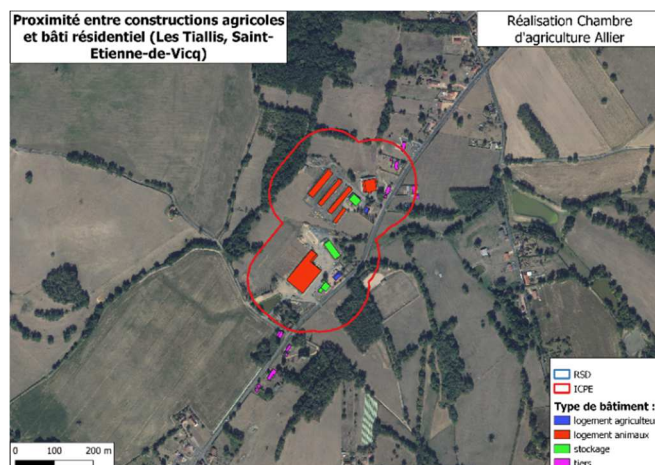 Proximité entre constructions agricoles
et bâti résidentiel (Les Tiallis, Saint-
Etienne-de-Vicq)
Réalisation Chambre
d'agriculture Allier
RSD
ICPE
Type de bâtiment :
logement agriculteu
logement animaux
stockage
tiers
0 100 200 m